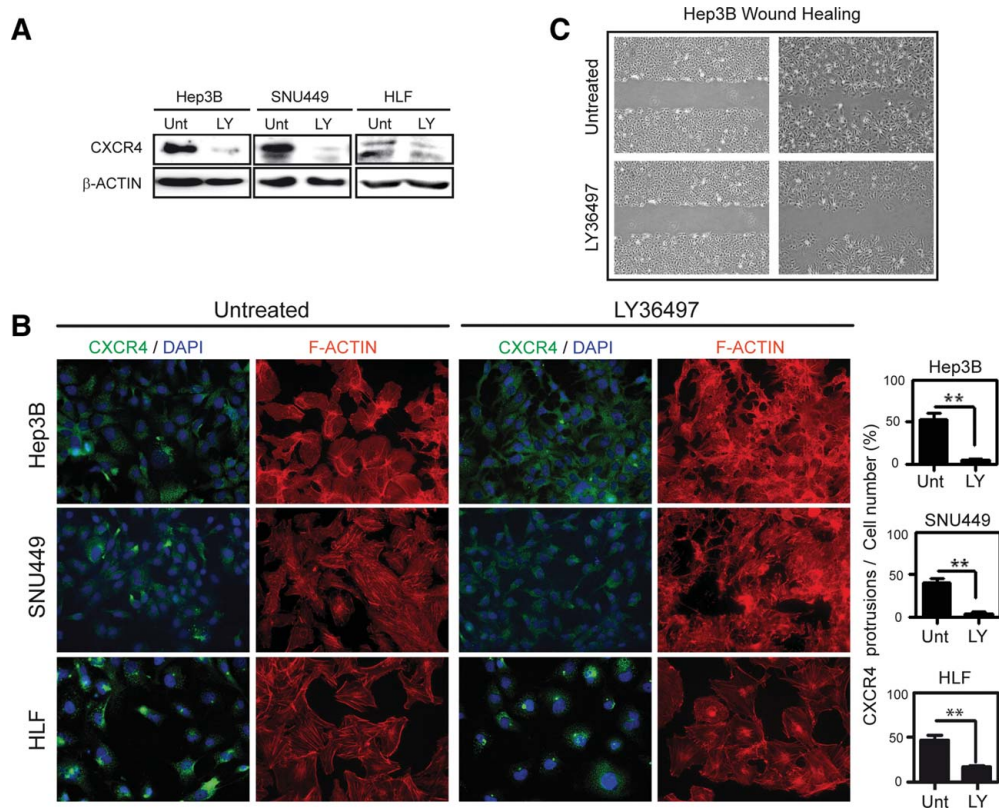 A
Hep3B SNU449 HLF
Unt LY Unt LY Unt LY
CXCR4
β-ACTIN
C
Hep3B Wound Healing
Untreated
LY36497
B
Untreated LY36497
CXCR4 / DAPI F-ACTIN CXCR4 / DAPI F-ACTIN
Hep3B
SNU449
HLF
CXCR4 protrusions / Cell number (%)
Hep3B
100
50
0
**
Unt LY
SNU449
100
50
0
**
Unt LY
HLF
100
50
0
**
Unt LY